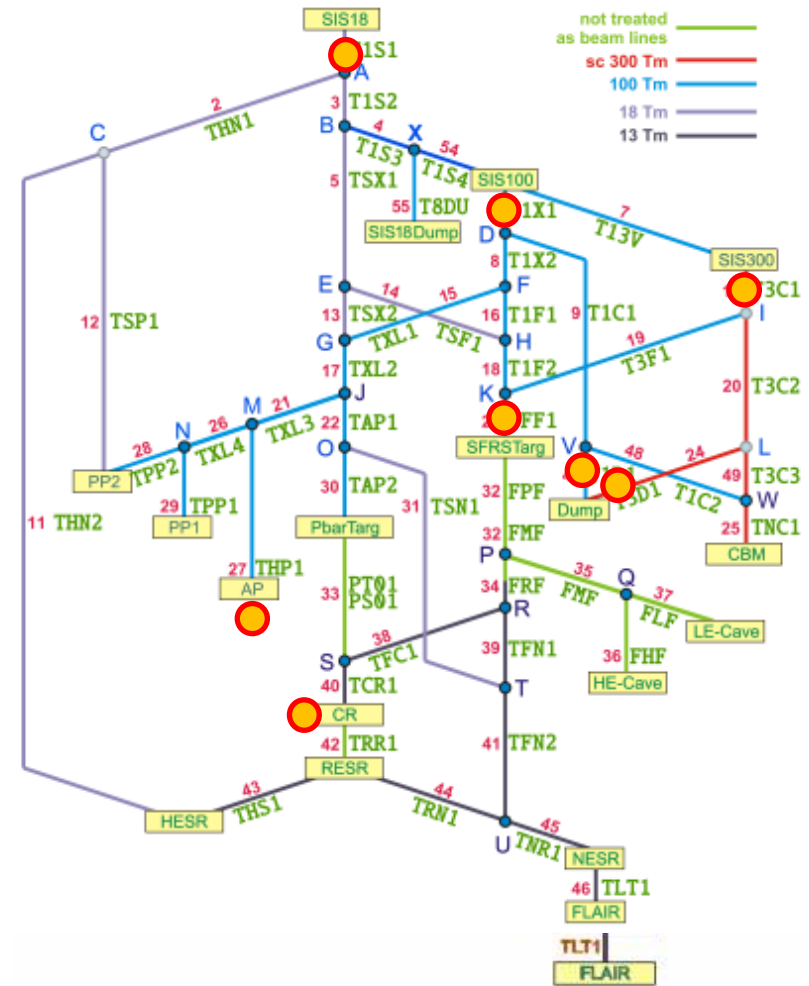 SIS18
not treated
as beam lines
sc 300 Tm
100 Tm
18 Tm
13 Tm
T1S1
A
2
THN1
3
T1S2
C
B
4
T1S3
X
54
T1S4
5
TSX1
SIS100
55
T8DU
SIS18Dump
7
T13V
1X1
D
SIS300
8
T1X2
T3C1
E
14
15
F
9
T1C1
I
12
TSP1
13
TSX2
TXL1
TSF1
16
T1F1
G
H
19
T3F1
17
TXL2
18
T1F2
20
T3C2
M
21
TXL3
J
K
22
TAP1
FF1
N
26
TXL4
O
SFRSTarg
V
48
24
L
28
TPP2
PP2
30
TAP2
31
TSN1
32
FPF
T3D1
T1C2
49
T3C3
W
29
TPP1
PP1
Dump
11
THN2
PbarTarg
32
FMF
25
TNC1
CBM
27
THP1
AP
33
PT01
PS01
P
34
FRF
35
FMF
Q
37
FLF
R
LE-Cave
38
TFC1
39
TFN1
36
FHF
S
40
TCR1
HE-Cave
T
CR
42
TRR1
41
TFN2
RESR
43
THS1
44
TRN1
HESR
45
TNR1
U
NESR
46
TLT1
FLAIR
TLT1
FLAIR